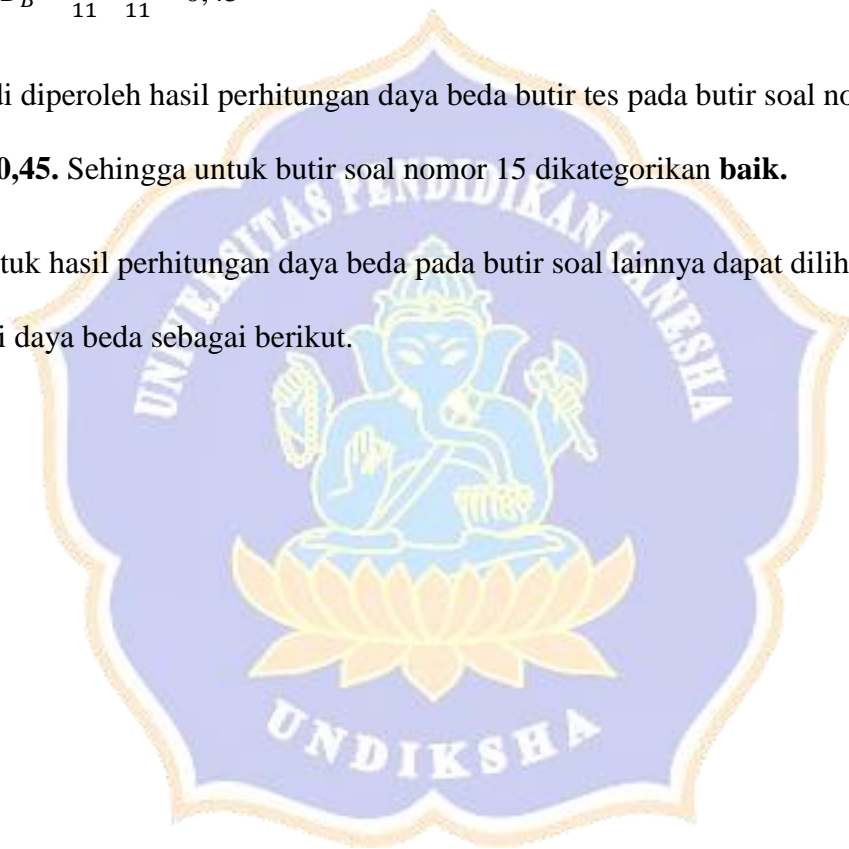 B 11 11 0,45
di diperoleh hasil perhitungan daya beda butir tes pada butir soal no
0,45. Sehingga untuk butir soal nomor 15 dikategorikan baik.
tuk hasil perhitungan daya beda pada butir soal lainnya dapat dilih
i daya beda sebagai berikut.
UNIVERSITAS PENDIDIKAN GANESHA
UNDIKSHA